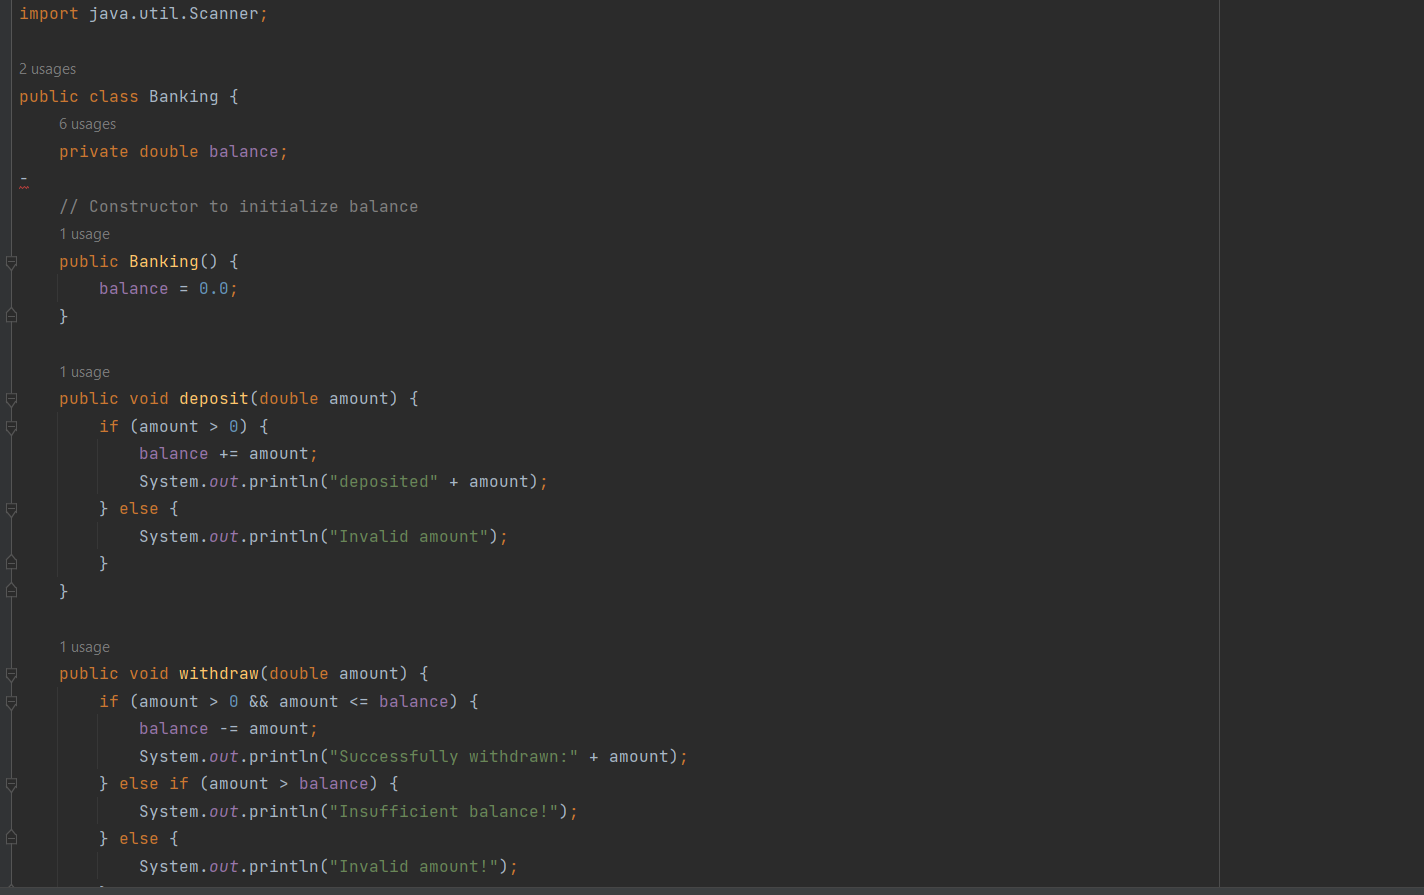 import java.util.Scanner;
2 usages
public class Banking {
6 usages
private double balance;
-
// Constructor to initialize balance
1 usage
public Banking() {
balance = 0.0;
}
1 usage
public void deposit(double amount) {
if (amount > 0) {
balance += amount;
System.out.println("deposited" + amount);
} else {
System.out.println("Invalid amount");
}
}
1 usage
public void withdraw(double amount) {
if (amount > 0 && amount <= balance) {
balance -= amount;
System.out.println("Successfully withdrawn:" + amount);
} else if (amount > balance) {
System.out.println("Insufficient balance!");
} else {
System.out.println("Invalid amount!");